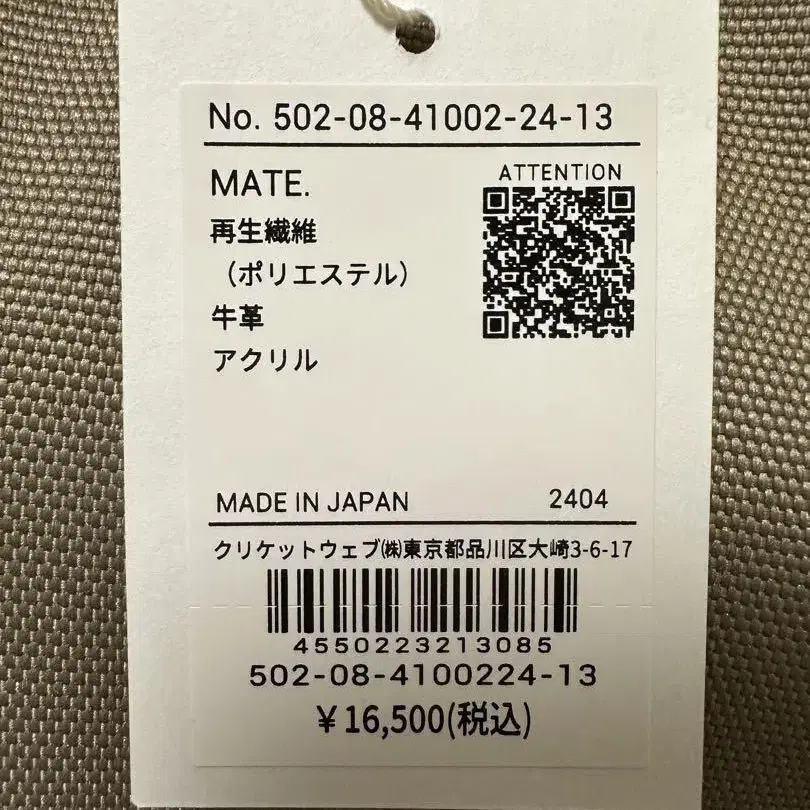 No. 502-08-41002-24-13
MATE.
ATTENTION
再生繊維
（ポリエステル）
牛革
アクリル
MADE IN JAPAN 2404
クリケットウェブ㈱東京都品川区大崎3-6-17
4550223213085
502-08-4100224-13
￥16,500(税込)